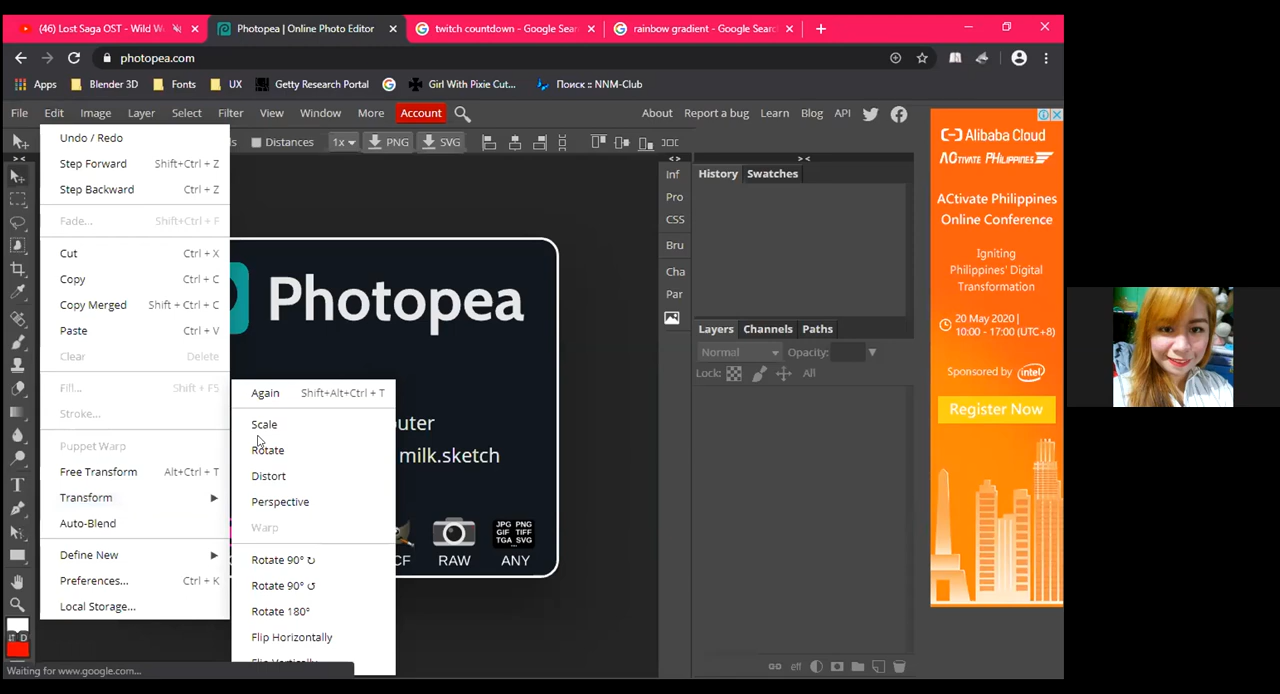 (46) Lost Saga OST - Wild W
Photopea | Online Photo Editor
twitch countdown - Google Sear
rainbow gradient - Google Searc
photopea.com
Apps
Blender 3D
Fonts
UX
Getty Research Portal
Girl With Pixie Cut...
Поиск :: NNM-Club
File Edit Image Layer Select Filter View Window More Account
About Report a bug Learn Blog API
Distances 1x PNG SVG
Undo / Redo
Step Forward Shift+Ctrl + Z
Step Backward Ctrl + Z
Fade... Shift+Ctrl + F
Cut Ctrl + X
Copy Ctrl + C
Copy Merged Shift + Ctrl + C
Paste Ctrl + V
Clear Delete
Fill... Shift + F5
Stroke...
Puppet Warp
Free Transform Alt+Ctrl + T
Transform
Auto-Blend
Define New
Preferences... Ctrl + K
Local Storage...
Again Shift+Alt+Ctrl + T
Scale
Rotate
Distort
Perspective
Warp
Rotate 90° ↻
Rotate 90° ↺
Rotate 180°
Flip Horizontally
Flip Vertically
Photopea
outer
milk.sketch
JPG PNG
GIF TIFF
TGA SVG
...
CF RAW ANY
Inf
Pro
CSS
Bru
Cha
Par
History Swatches
Layers Channels Paths
Normal Opacity:
Lock: All
eff
Alibaba Cloud
ACTIVATE PHILIPPINES
ACtivate Philippines
Online Conference
Igniting
Philippines' Digital
Transformation
20 May 2020 |
10:00 - 17:00 (UTC+8)
Sponsored by intel
Register Now
Waiting for www.google.com...